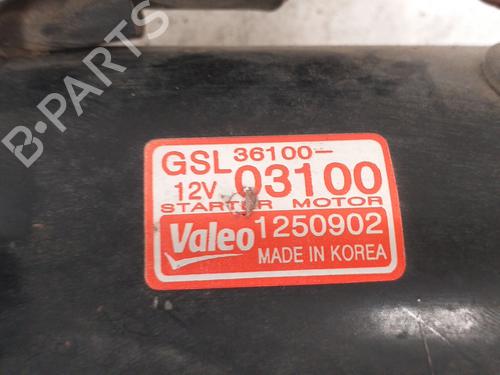 B-PARTS
GSL 36100-
12V 03100
STARTER MOTOR
Valeo 1250902
MADE IN KOREA